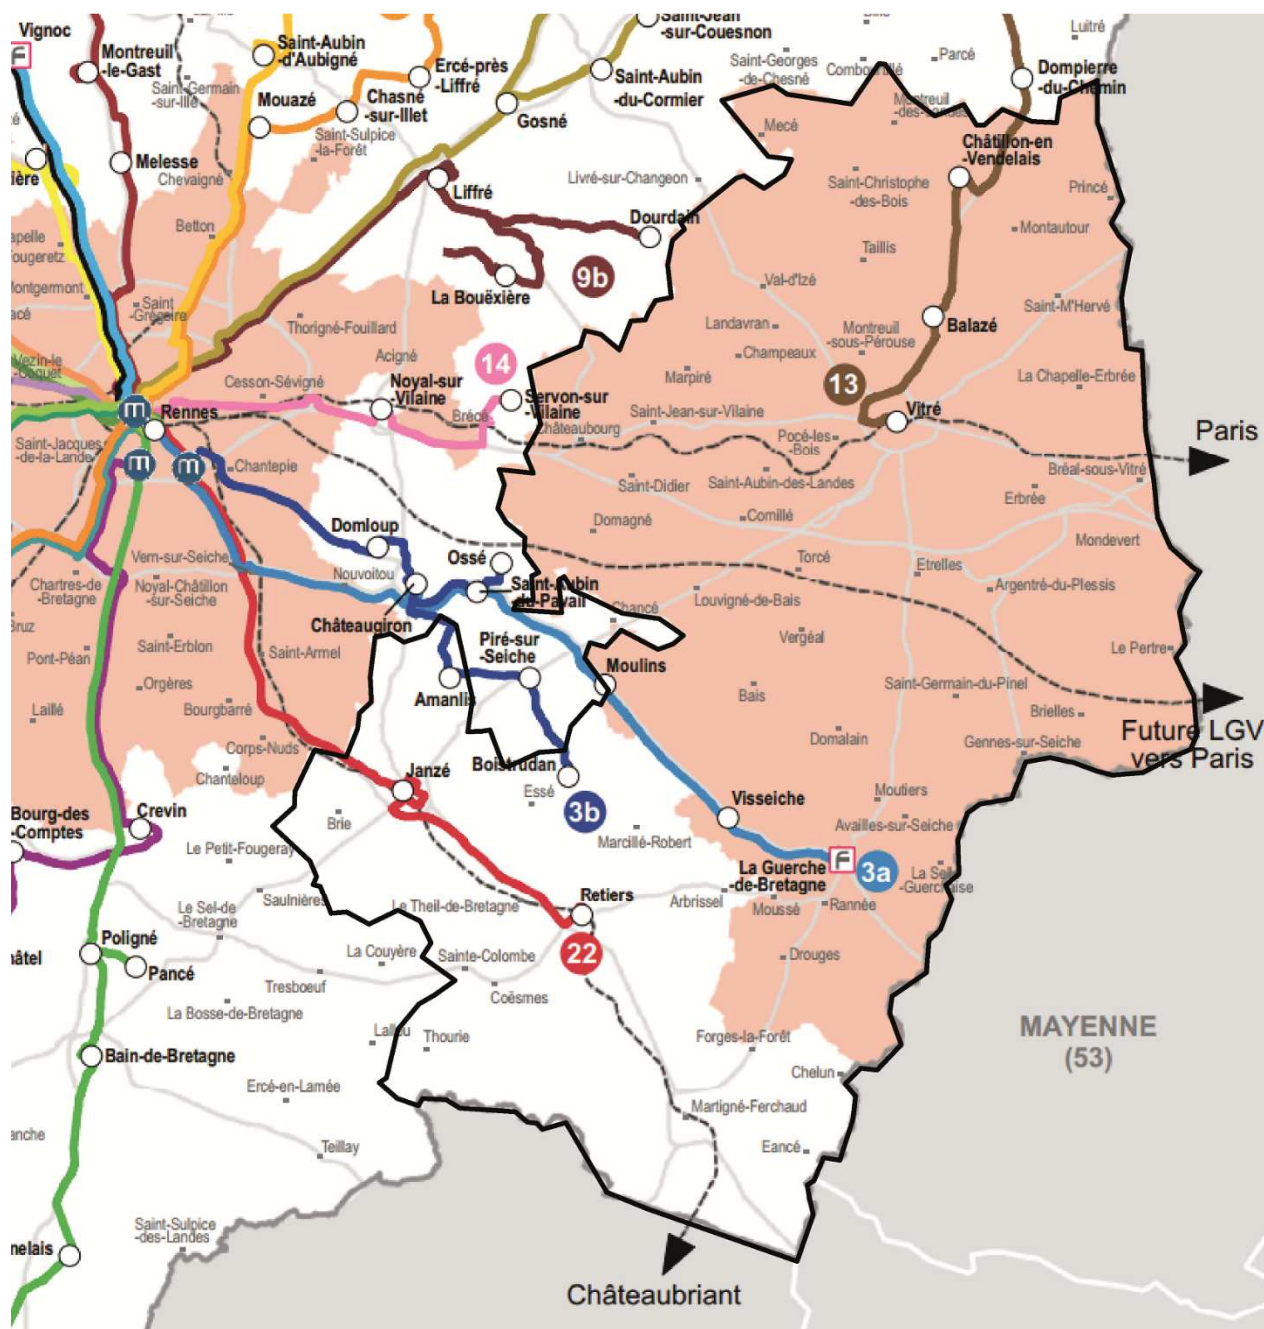 Vignoc
Montreuil
-le-Gast
Saint-Aubin
-d'Aubigné
Ercé-près
-Liffré
Saint-Jean
-sur-Couesnon
Saint-Aubin
-du-Cormier
Saint-Georges
-de-Chesné
Combourtillé
Parcé
Luitré
Dompierre
-du-Chemin
Saint-Germain
-sur-Ille
Mouazé
Chasné
-sur-Illet
Gosné
Saint-Sulpice
-la-Forêt
Mecé
Montreuil
-des-Landes
Châtillon-en
-Vendelais
Melesse
Chevaigné
Liffré
Livré-sur-Changeon
Saint-Christophe
-des-Bois
Princé
Betton
Dourdain
Taillis
Montautour
9b
La Bouëxière
Val-d'Izé
Saint-M'Hervé
Saint
-Grégoire
Thorigné-Fouillard
Landavran
Champeaux
Montreuil
-sous-Pérouse
Balazé
Acigné
14
Marpiré
13
La Chapelle-Erbrée
Vezin-le
-Coquet
Cesson-Sévigné
Noyal-sur
-Vilaine
Brécé
Servon-sur
-Vilaine
Châteaubourg
Saint-Jean-sur-Vilaine
Vitré
Pocé-les
-Bois
Paris
m
Rennes
m
m
Saint-Jacques
-de-la-Lande
Chantepie
Saint-Didier
Saint-Aubin-des-Landes
Bréal-sous-Vitré
Erbrée
Domagné
Cornillé
Mondevert
Domloup
Ossé
Torcé
Etrelles
Argentré-du-Plessis
Vern-sur-Seiche
Nouvoitou
Chartres-de
-Bretagne
Noyal-Châtillon
-sur-Seiche
Saint-Aubin
-du-Pavail
Chancé
Louvigné-de-Bais
Bruz
Châteaugiron
Vergéal
Le Pertre
Saint-Erblon
Saint-Armel
Pont-Péan
Piré-sur
-Seiche
Moulins
Orgères
Amanlis
Bais
Saint-Germain-du-Pinel
Laillé
Bourgbarré
Brielles
Future LGV
vers Paris
Corps-Nuds
Domalain
Gennes-sur-Seiche
Chanteloup
Janzé
Boistrudan
Essé
3b
Visseiche
Moutiers
Availles-sur-Seiche
Bourg-des
-Comptes
Crevin
Brie
Marcillé-Robert
Le Petit-Fougeray
La Guerche
-de-Bretagne
3a
Saulnières
Le Theil-de-Bretagne
Retiers
Arbrissel
Moussé
Rannée
Le Sel-de
-Bretagne
Poligné
Pancé
La Couyère
Sainte-Colombe
22
Drouges
Tresboeuf
Coësmes
La Bosse-de-Bretagne
Thourie
Forges-la-Forêt
MAYENNE
(53)
Bain-de-Bretagne
Chelun
Ercé-en-Lamée
Martigné-Ferchaud
Teillay
Eancé
Saint-Sulpice
-des-Landes
Châteaubriant